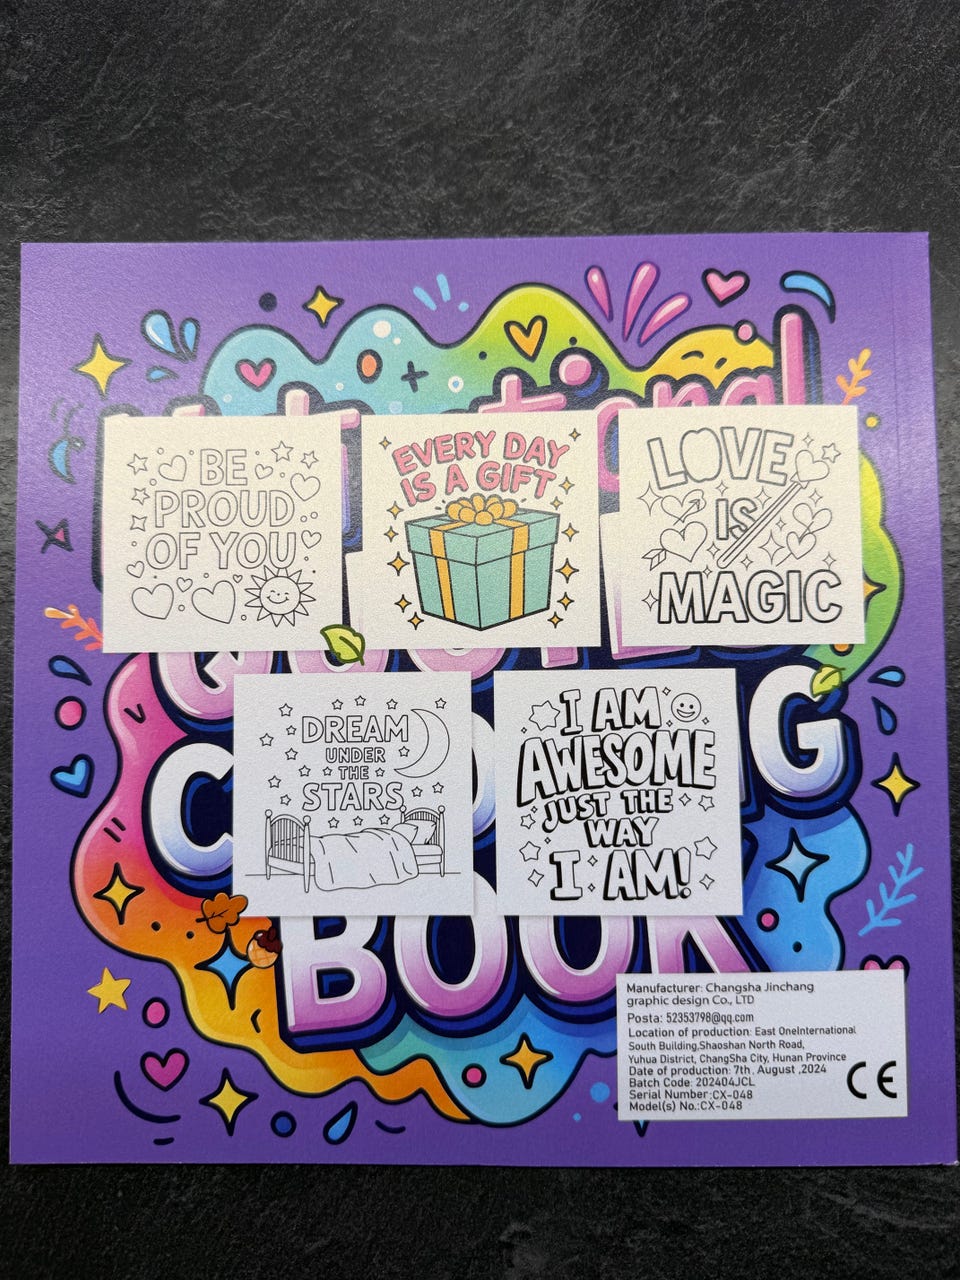 BE
PROUD
OF YOU
EVERY DAY
IS A GIFT
LOVE
IS
MAGIC
DREAM
UNDER
THE
STARS
I AM
AWESOME
JUST THE
WAY
I AM!
BOOK
Manufacturer: Changsha Jinchang
graphic design Co., LTD
Posta: 52353798@qq.com
Location of production: East OneInternational
South Building,Shaoshan North Road,
Yuhua District, ChangSha City, Hunan Province
Date of production: 7th, August ,2024
Batch Code: 202404JCL
Serial Number:CX-048
Model(s) No.:CX-048
CE